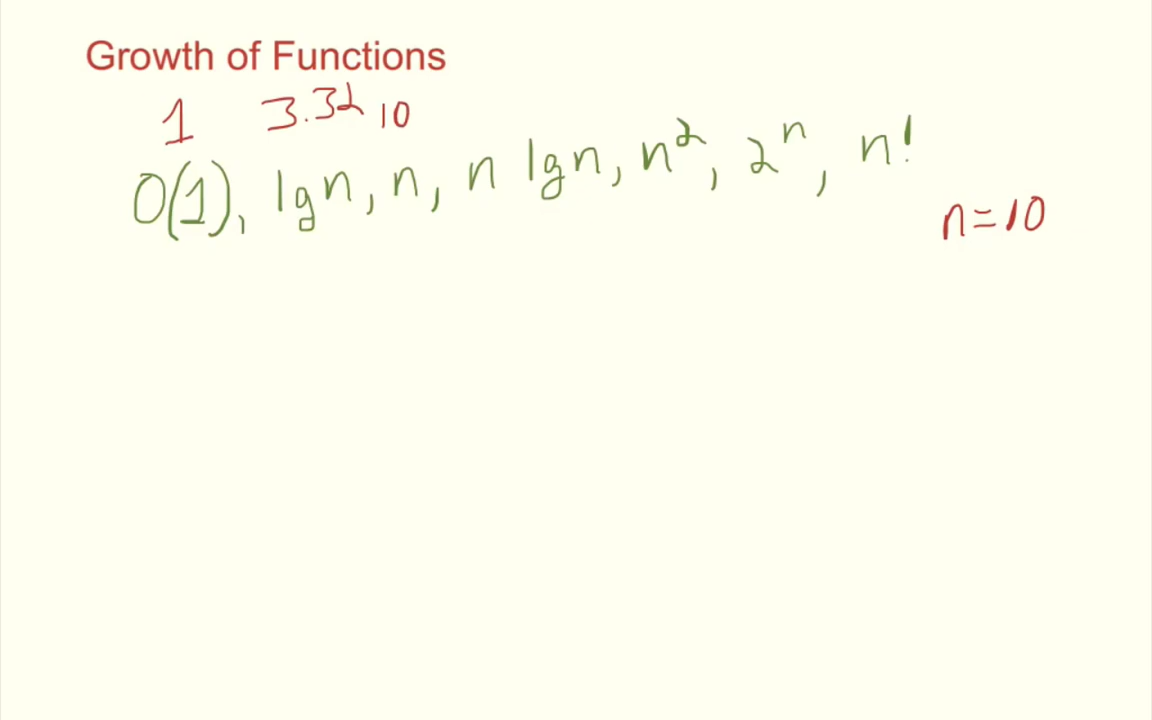 Growth of Functions
1 3.32 10
O(1), lgn, n, n lgn, n², 2ⁿ, n!
n=10